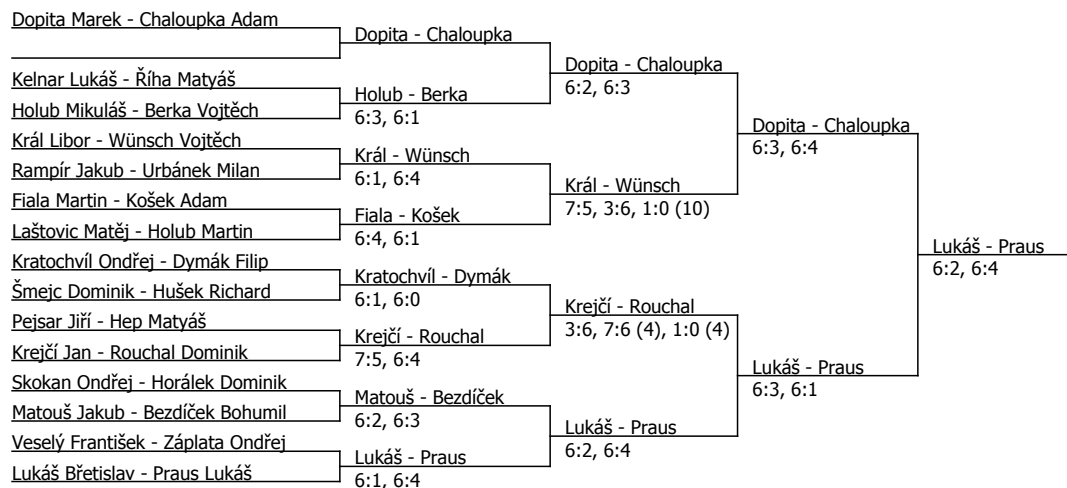 Dopita Marek - Chaloupka Adam
Kelnar Lukáš - Říha Matyáš
Holub Mikuláš - Berka Vojtěch
Král Libor - Wünsch Vojtěch
Rampír Jakub - Urbánek Milan
Fiala Martin - Košek Adam
Laštovic Matěj - Holub Martin
Kratochvíl Ondřej - Dymák Filip
Šmejc Dominik - Hušek Richard
Pejsar Jiří - Hep Matyáš
Krejčí Jan - Rouchal Dominik
Skokan Ondřej - Horálek Dominik
Matouš Jakub - Bezdíček Bohumil
Veselý František - Záplata Ondřej
Lukáš Břetislav - Praus Lukáš
Dopita - Chaloupka
Holub - Berka
6:3, 6:1
Král - Wünsch
6:1, 6:4
Fiala - Košek
6:4, 6:1
Kratochvíl - Dymák
6:1, 6:0
Krejčí - Rouchal
7:5, 6:4
Matouš - Bezdíček
6:2, 6:3
Lukáš - Praus
6:1, 6:4
Dopita - Chaloupka
6:2, 6:3
Král - Wünsch
7:5, 3:6, 1:0 (10)
Krejčí - Rouchal
3:6, 7:6 (4), 1:0 (4)
Lukáš - Praus
6:2, 6:4
Dopita - Chaloupka
6:3, 6:4
Lukáš - Praus
6:3, 6:1
Lukáš - Praus
6:2, 6:4